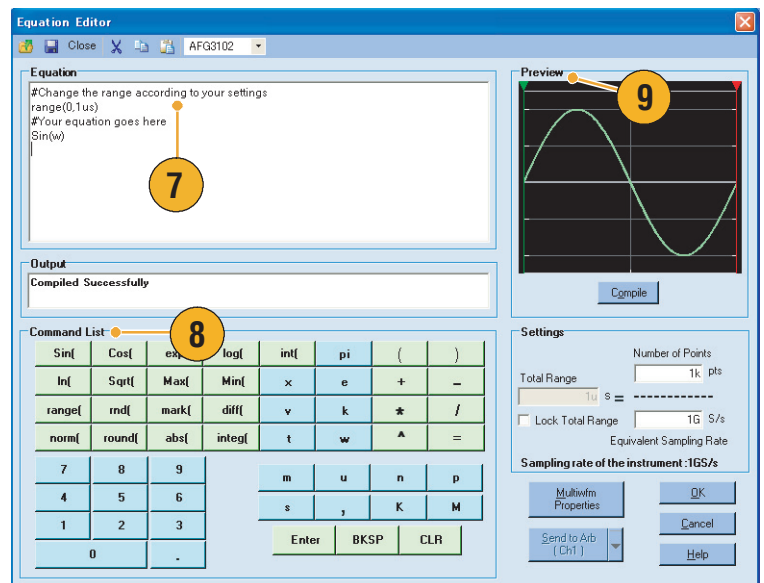 Equation Editor
Close AFG3102
Equation
#Change the range according to your settings
range(0,1us)
#Your equation goes here
Sin(w)
7
Preview
9
Compile
Output
Compiled Successfully
Command List
8
Sin( Cos( log( int( pi ( )
ln( Sqrt( Max( Min( x e + -
range( rnd( mark( diff( v k * /
norm( round( abs( integ( t w ^ =
7 8 9
4 5 6
1 2 3
0 .
m u n p
s , K M
Enter BKSP CLR
Settings
Number of Points
Total Range 1k pts
1u s = ------------
Lock Total Range 1G S/s
Equivalent Sampling Rate
Sampling rate of the instrument :1GS/s
Multiwfm Properties
OK
Cancel
Send to Arb ( Ch1 )
Help